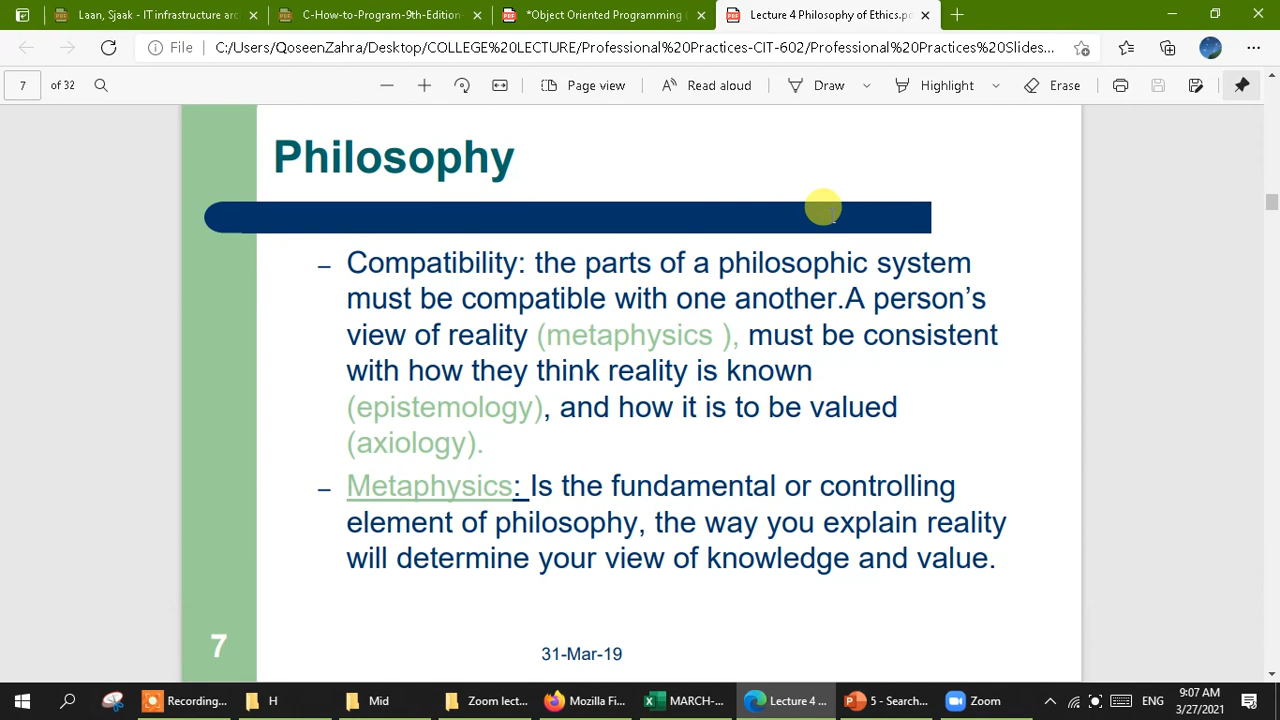 Laan, Sjaak - IT infrastructure arc
C-How-to-Program-9th-Edition-
*Object Oriented Programming (
Lecture 4 Philosophy of Ethics.pd
File
C:/Users/QoseenZahra/Desktop/COLLEGE%20LECTURE/Professional%20Practices-CIT-602/Professional%20Practices%20Slides...
7 of 32
Page view
Read aloud
Draw
Highlight
Erase
Philosophy
– Compatibility: the parts of a philosophic system
must be compatible with one another.A person’s
view of reality (metaphysics ), must be consistent
with how they think reality is known
(epistemology), and how it is to be valued
(axiology).
– Metaphysics: Is the fundamental or controlling
element of philosophy, the way you explain reality
will determine your view of knowledge and value.
7
31-Mar-19
Recording...
H
Mid
Zoom lect...
Mozilla Fi...
MARCH-...
Lecture 4 ...
5 - Search...
Zoom
ENG
9:07 AM
3/27/2021